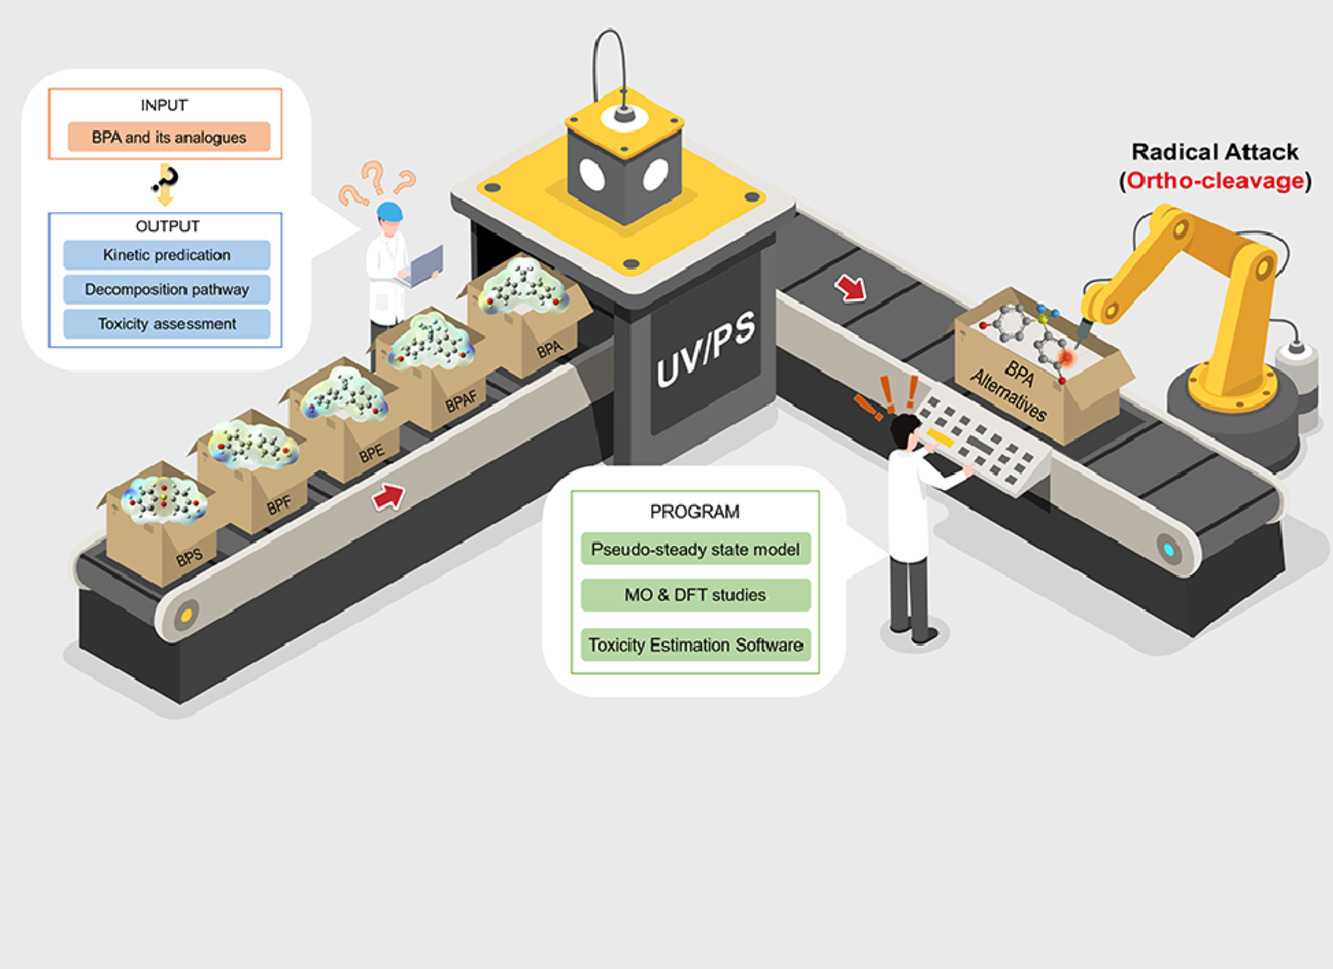 INPUT
BPA and its analogues
OUTPUT
Kinetic predication
Decomposition pathway
Toxicity assessment
BPS
BPF
BPE
BPAF
BPA
UV/PS
Radical Attack
(Ortho-cleavage)
BPA
Alternatives
PROGRAM
Pseudo-steady state model
MO & DFT studies
Toxicity Estimation Software